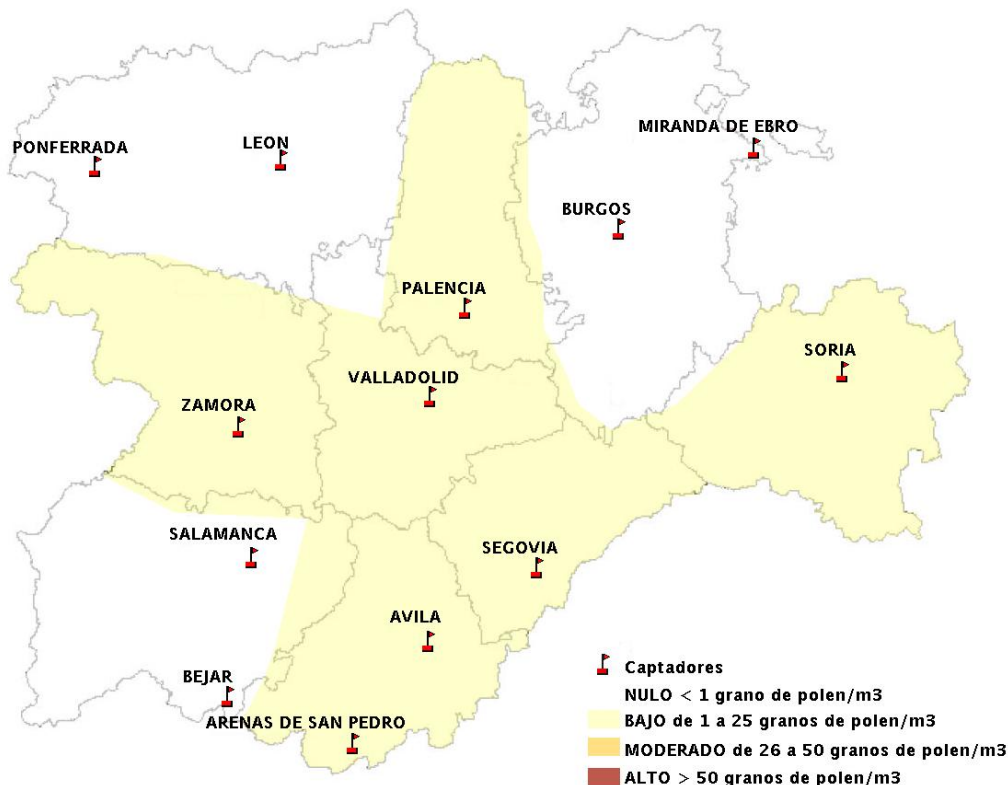 MIRANDA DE EBRO
PONFERRADA
LEON
BURGOS
PALENCIA
SORIA
VALLADOLID
ZAMORA
SALAMANCA
SEGOVIA
AVILA
BEJAR
ARENAS DE SAN PEDRO
Captadores
NULO < 1 grano de polen/m3
BAJO de 1 a 25 granos de polen/m3
MODERADO de 26 a 50 granos de polen/m3
ALTO > 50 granos de polen/m3